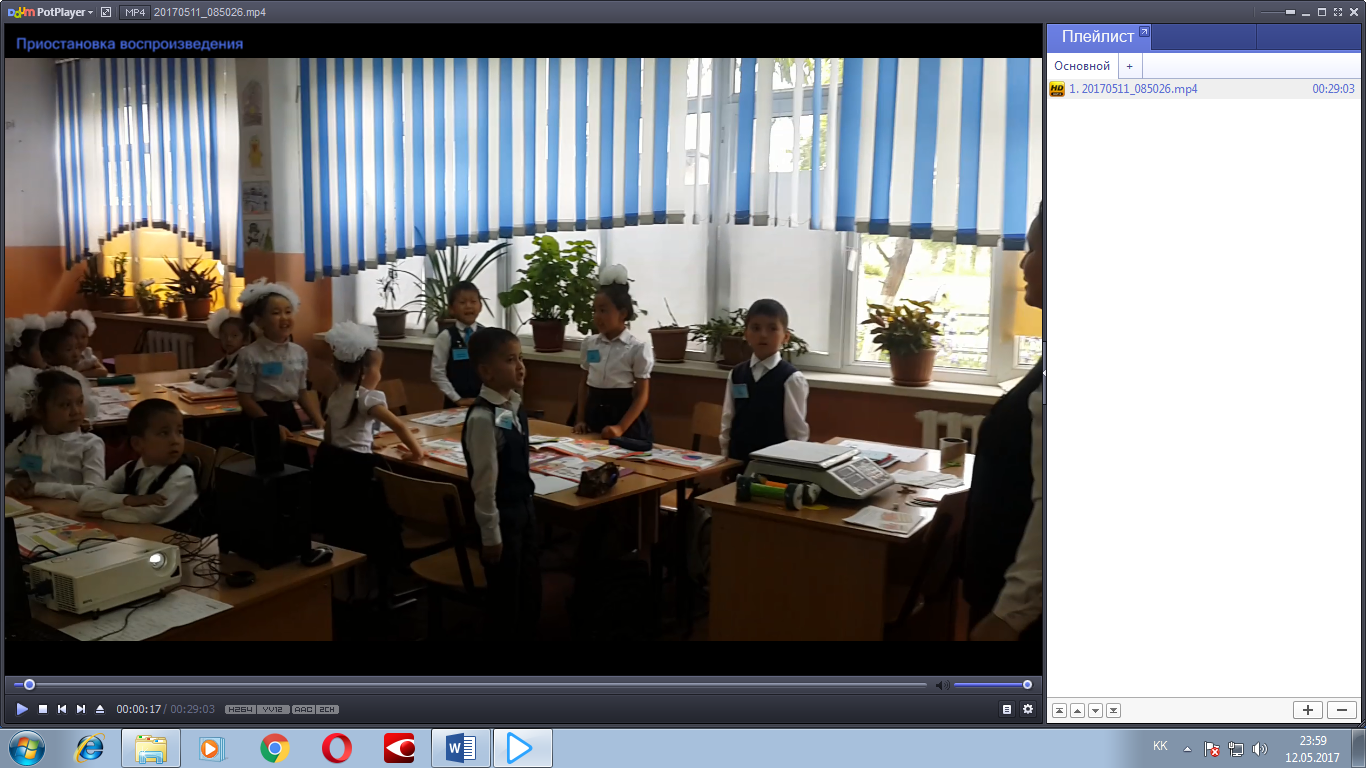 PotPlayer
MP4
20170511_085026.mp4
Приостановка воспроизведения
Плейлист
Основной
+
HD
1. 20170511_085026.mp4
00:29:03
00:00:17 / 00:29:03
H264
YV12
AAC
2CH
KK
23:59
12.05.2017